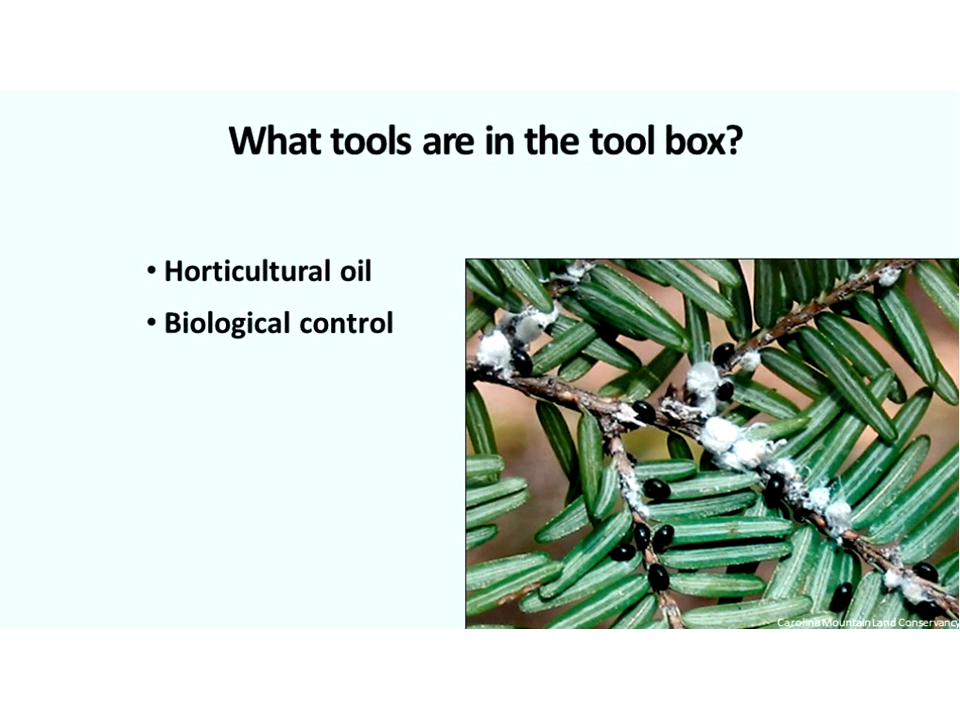 What tools are in the tool box?
• Horticultural oil
• Biological control
Carolina Mountain Land Conservancy